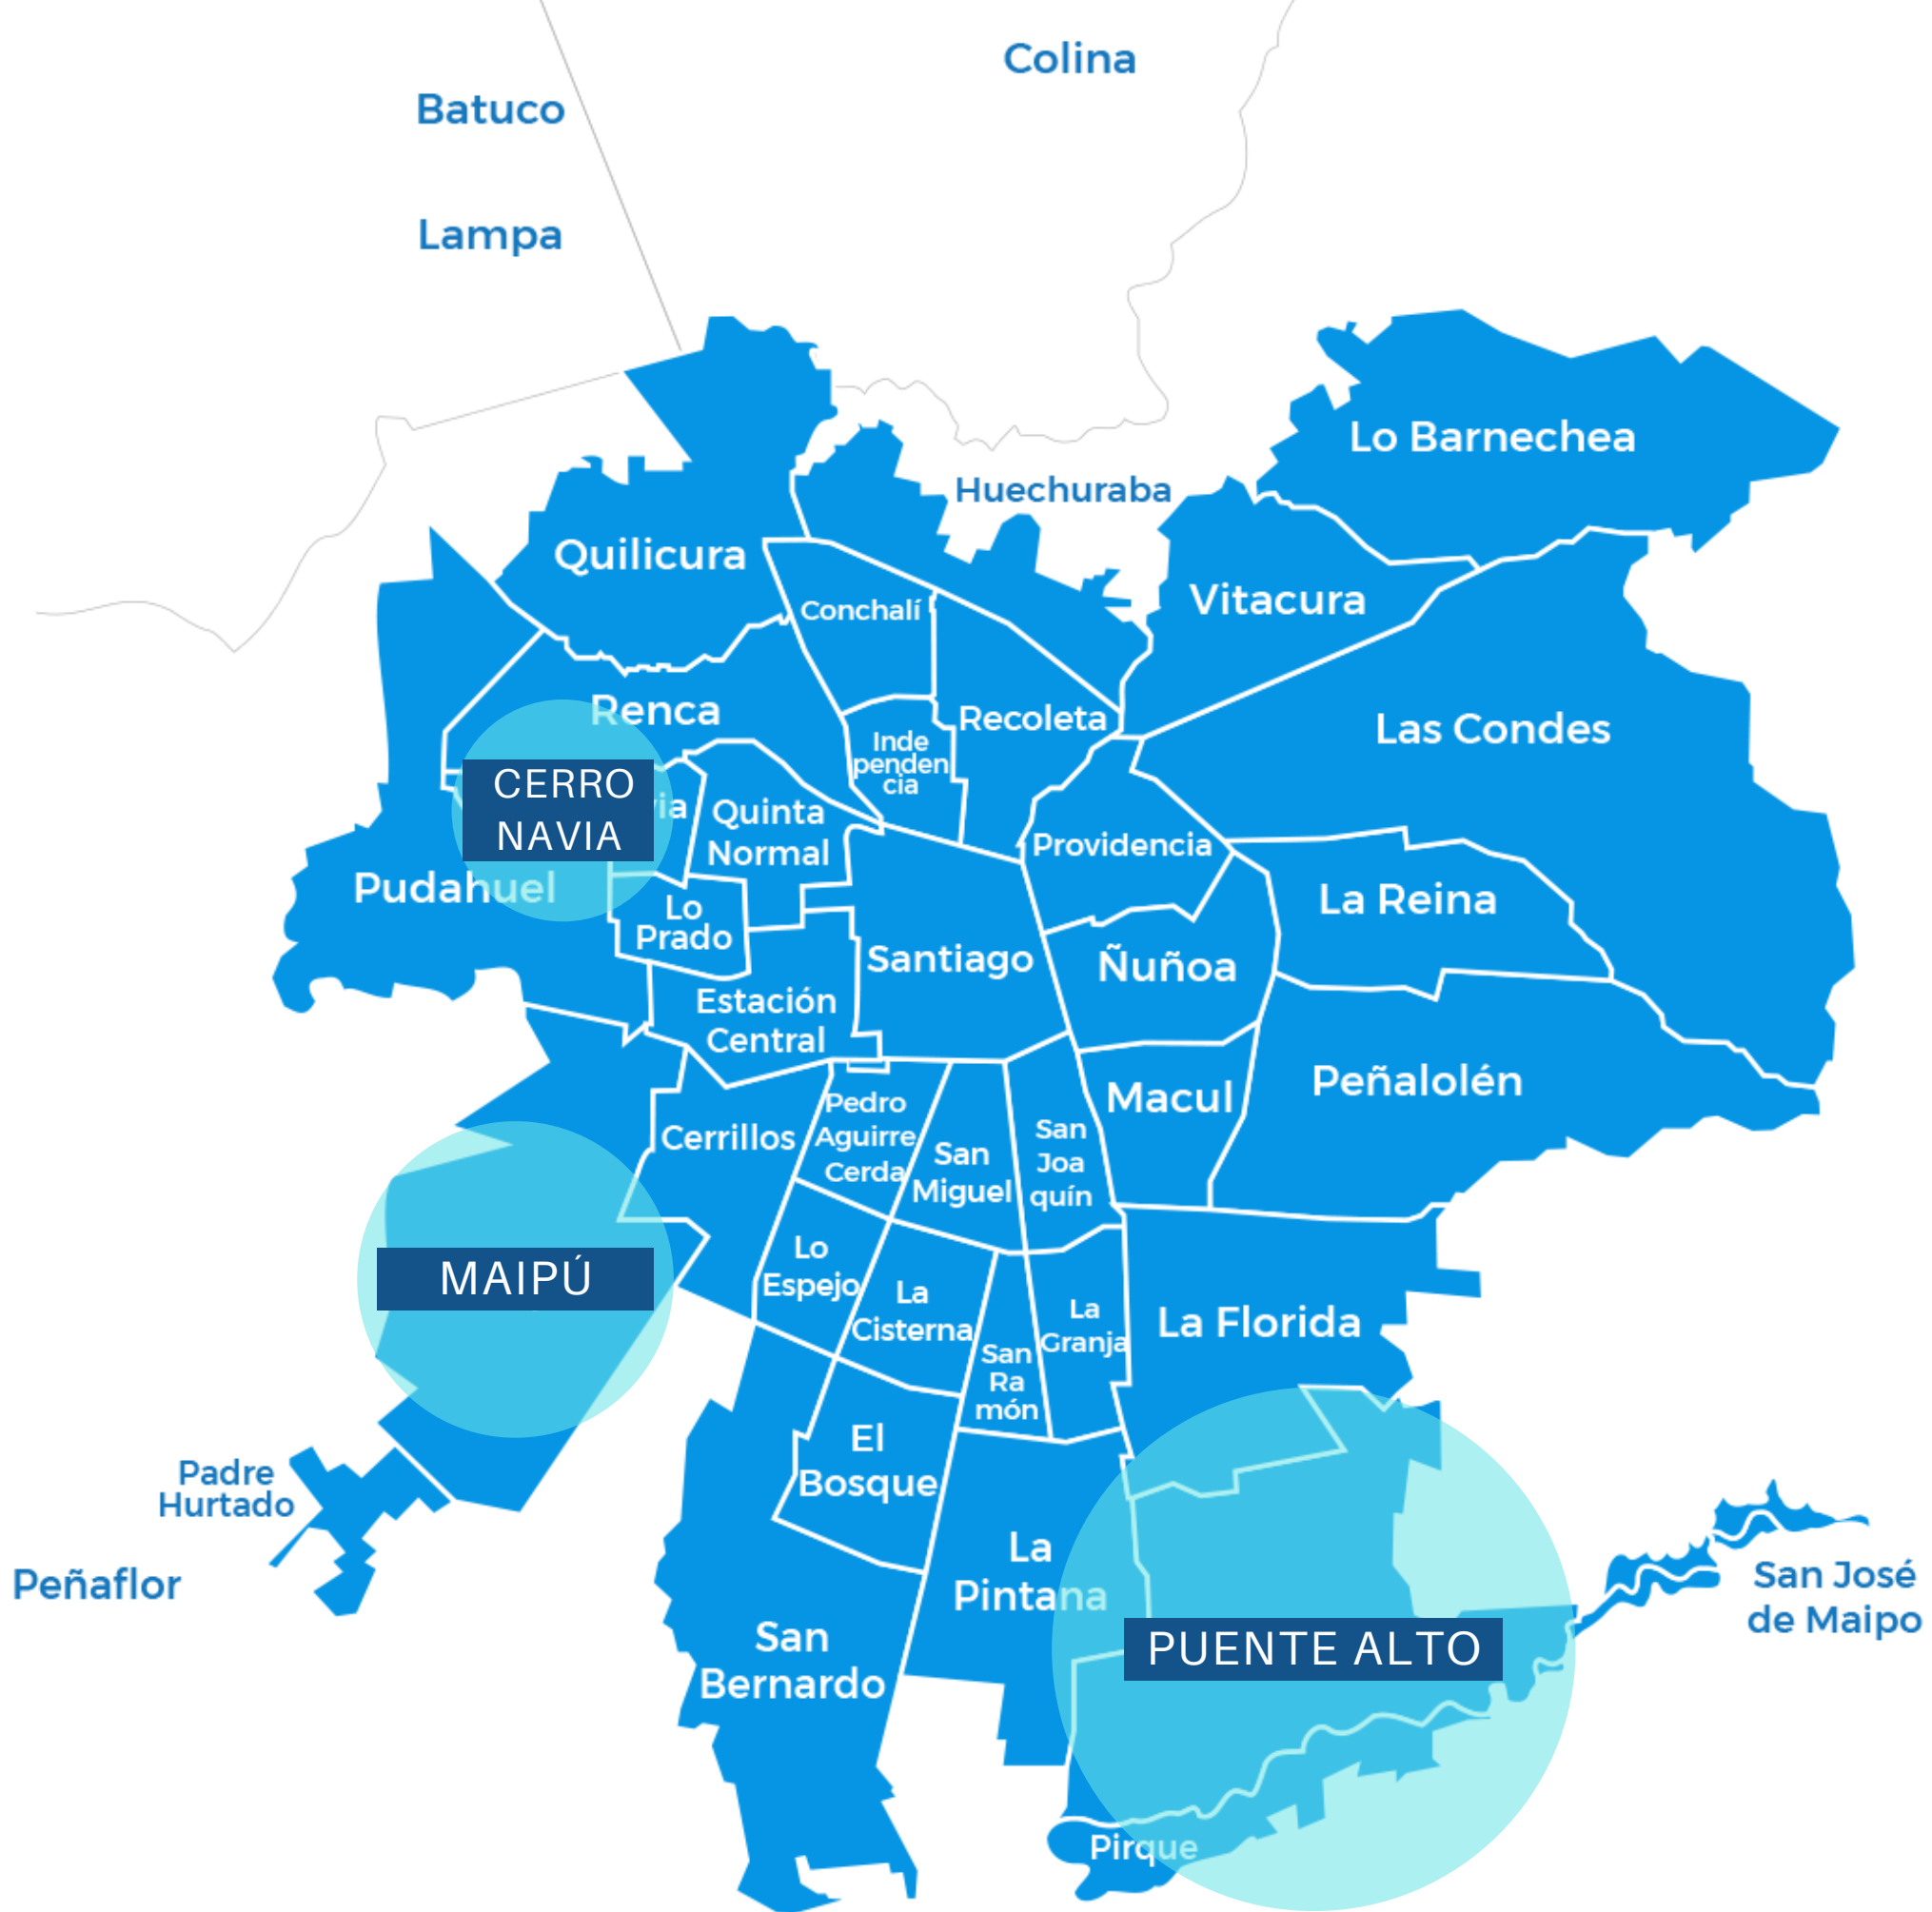 Colina
Batuco
Lampa
Lo Barnechea
Huechuraba
Quilicura
Vitacura
Conchalí
Renca
Recoleta
Las Condes
Inde
penden
cia
CERRO
NAVIA
ia
Quinta
Normal
Providencia
Pudahuel
La Reina
Lo
Prado
Santiago
Ñuñoa
Estación
Central
Peñalolén
Macul
Pedro
Aguirre
Cerda
Cerrillos
San
Miguel
San
Joa
quín
MAIPÚ
Lo
Espejo
La
Cisterna
La
Granja
La Florida
San
Ra
món
El
Bosque
Padre
Hurtado
La
Pintana
Peñaflor
San José
de Maipo
PUENTE ALTO
San
Bernardo
Pirque